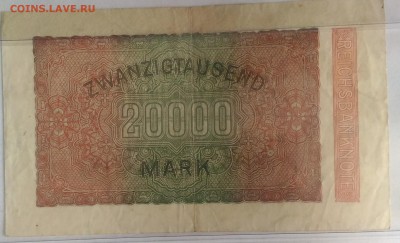 COINS.LAVE.RU
ZWANZIGTAUSEND
20000
MARK
REICHSBANKNOTE